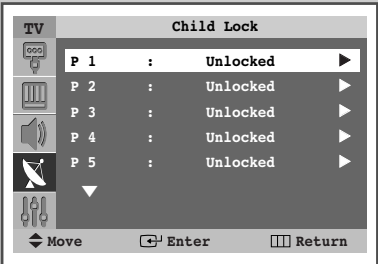 TV Child Lock
P 1 : Unlocked ▶
P 2 : Unlocked ▶
P 3 : Unlocked ▶
P 4 : Unlocked ▶
P 5 : Unlocked ▶
▼
Move Enter Return